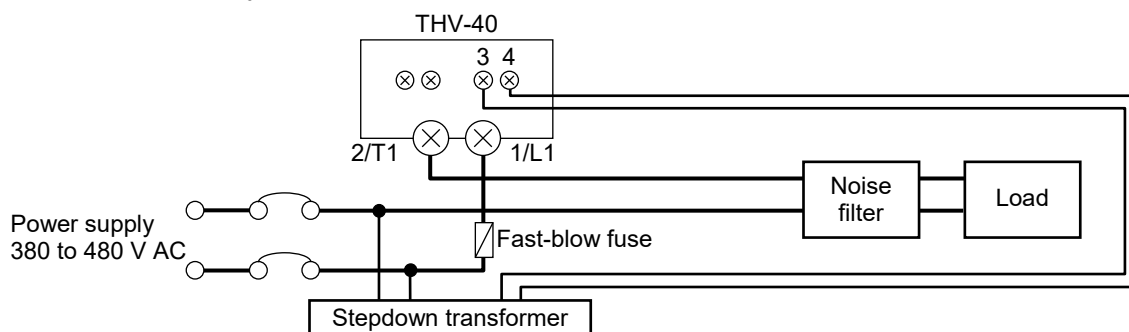 THV-40
3 4
2/T1
1/L1
Noise
filter
Load
Power supply
380 to 480 V AC
Fast-blow fuse
Stepdown transformer